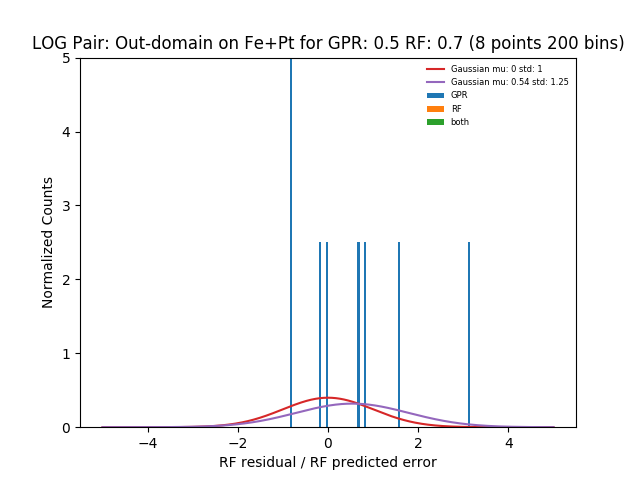 LOG Pair: Out-domain on Fe+Pt for GPR: 0.5 RF: 0.7 (8 points 200 bins)
Gaussian mu: 0 std: 1
Gaussian mu: 0.54 std: 1.25
GPR
RF
both
Normalized Counts
5
4
3
2
1
0
−4 −2 0 2 4
RF residual / RF predicted error